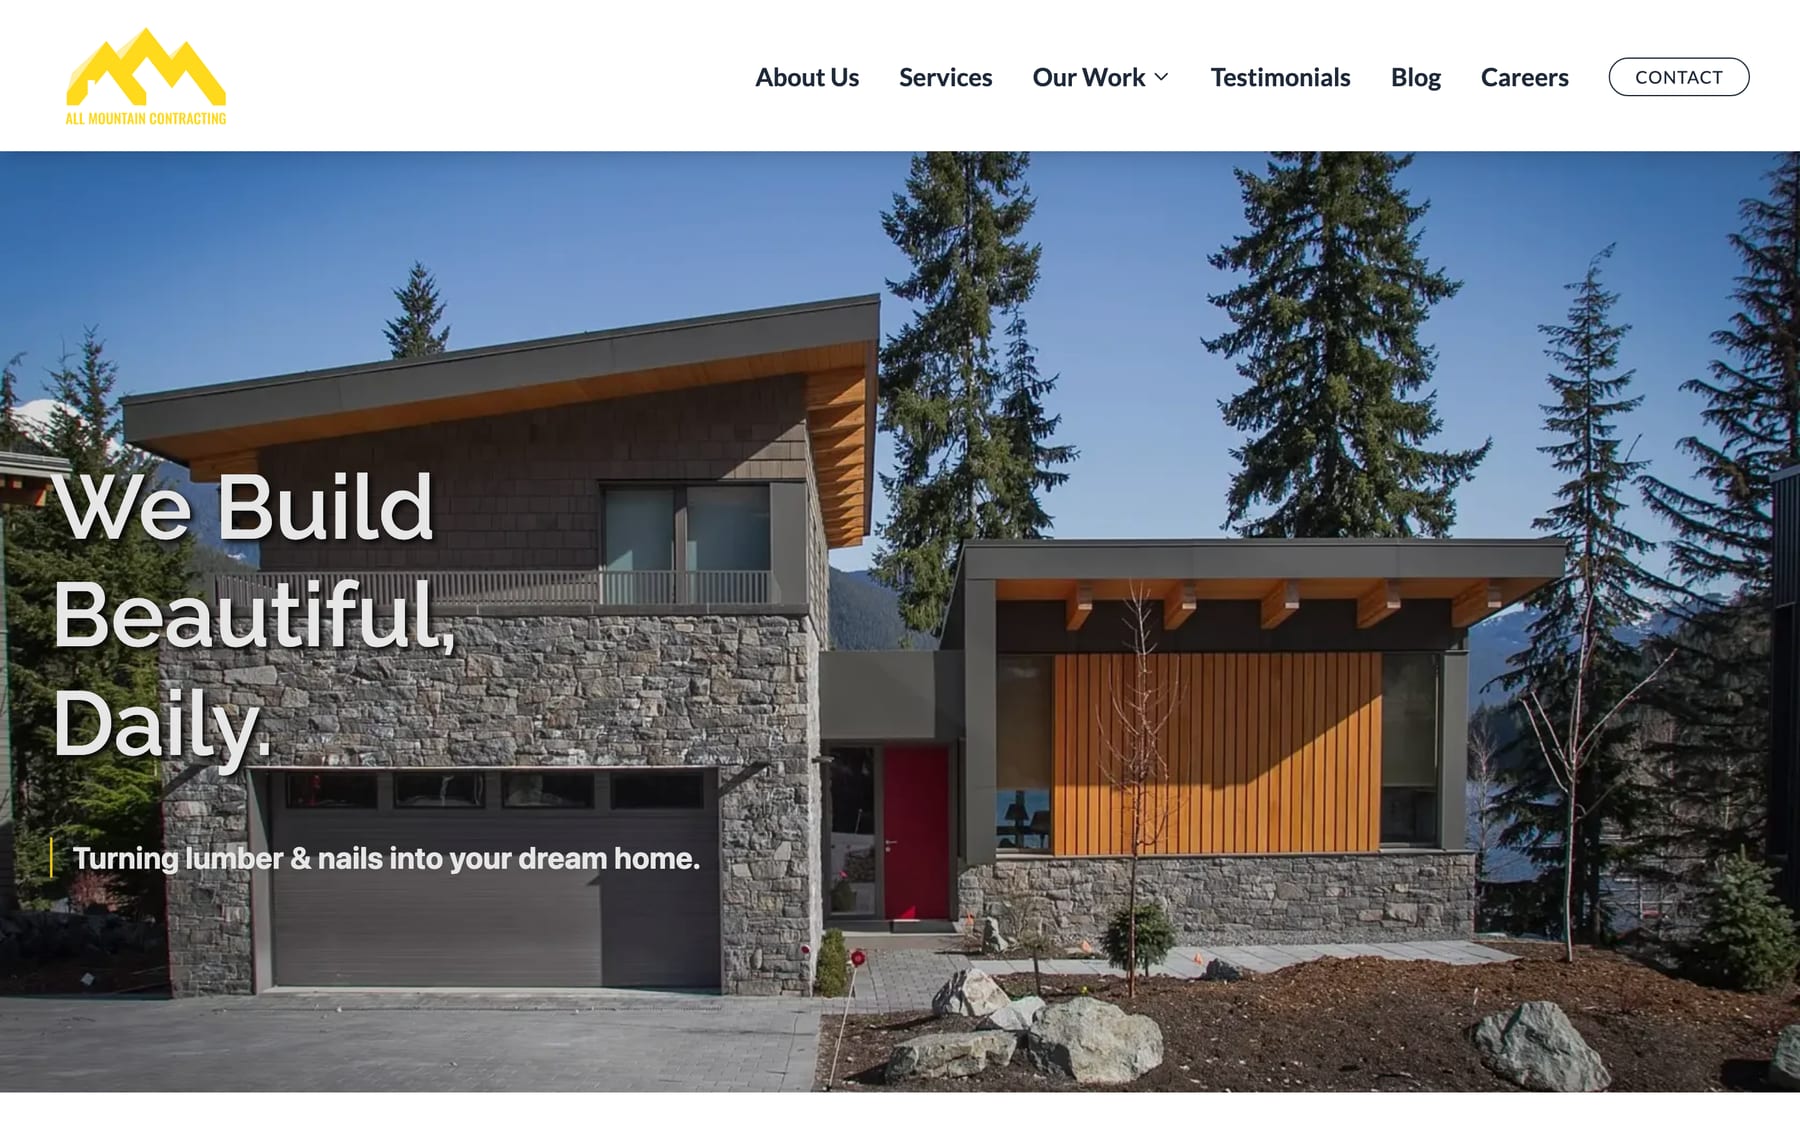 ALL MOUNTAIN CONTRACTING
About Us Services Our Work Testimonials Blog Careers CONTACT
We Build
Beautiful,
Daily.
Turning lumber & nails into your dream home.